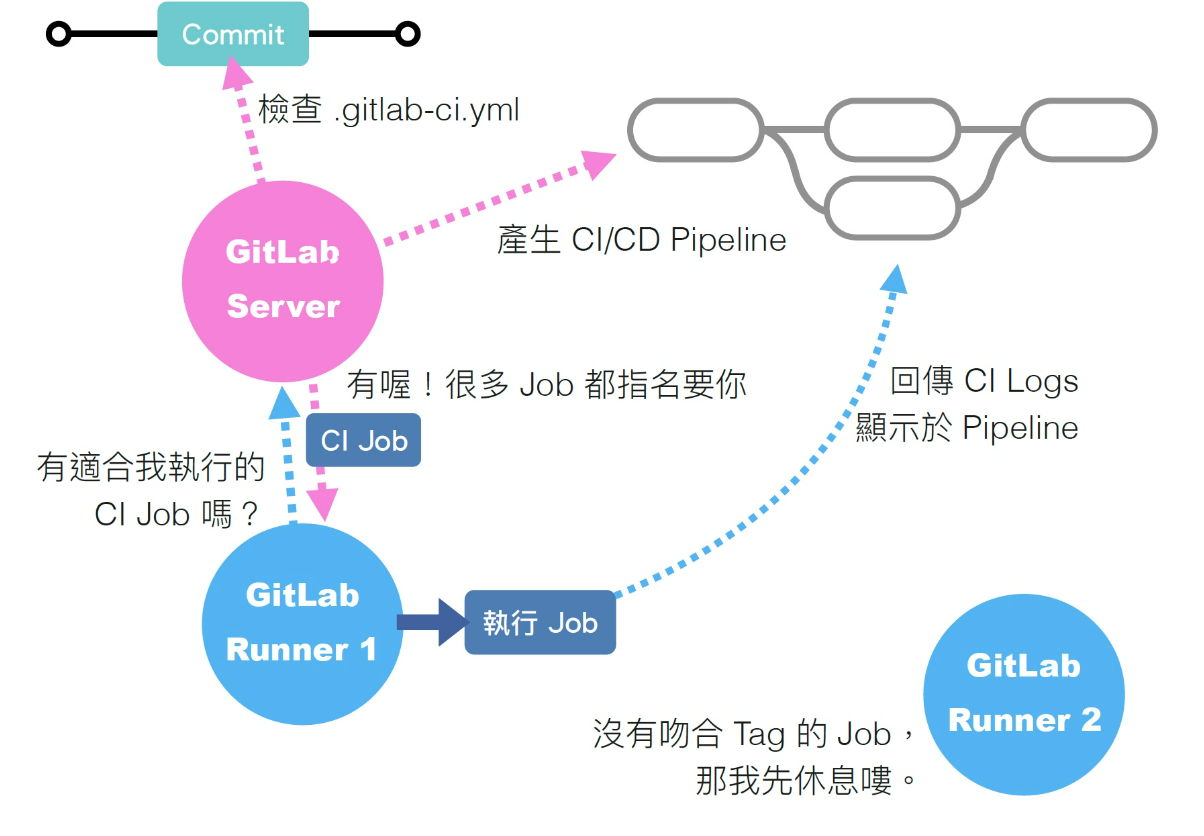 Commit
檢查 .gitlab-ci.yml
GitLab
Server
產生 CI/CD Pipeline
有喔！很多 Job 都指名要你
CI Job
有適合我執行的
CI Job 嗎？
回傳 CI Logs
顯示於 Pipeline
GitLab
Runner 1
執行 Job
GitLab
Runner 2
沒有吻合 Tag 的 Job，
那我先休息嘍。